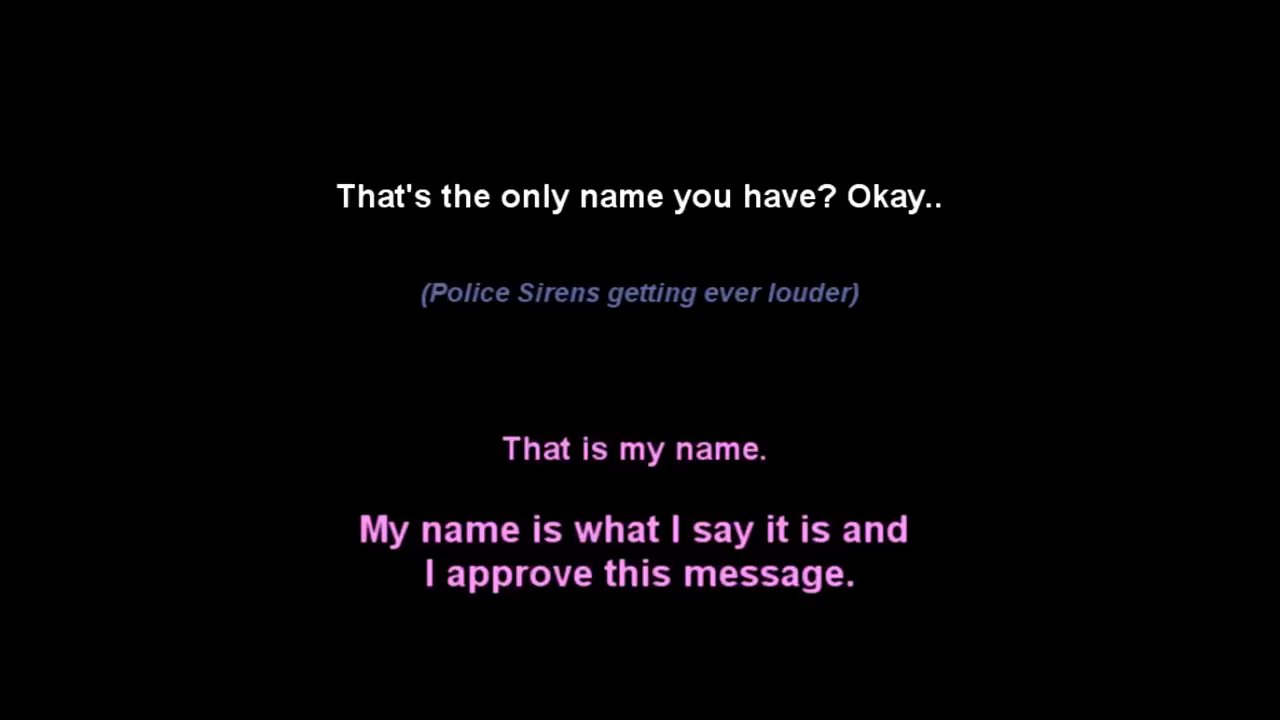 That's the only name you have? Okay..
(Police Sirens getting ever louder)
That is my name.
My name is what I say it is and
I approve this message.